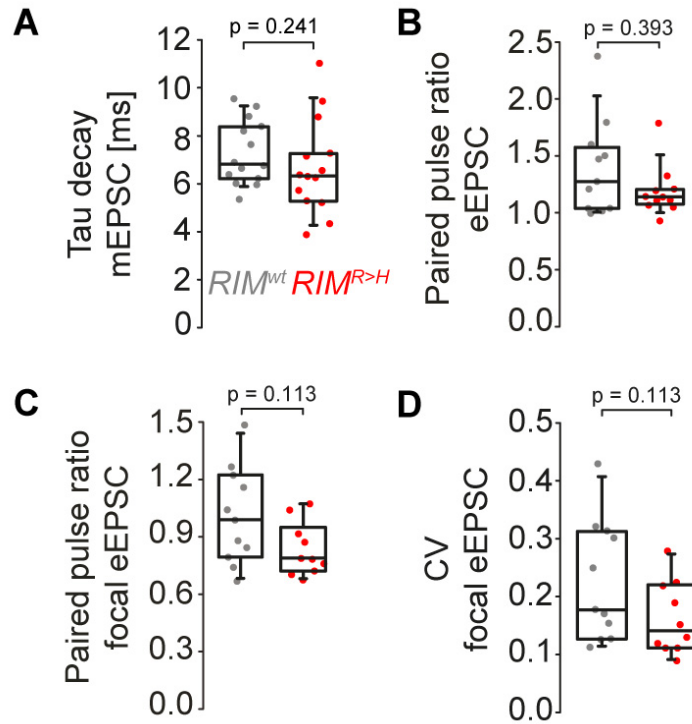 A
p = 0.241
Tau decay
mEPSC [ms]
12
10
8
6
4
2
0
RIMwt RIMR>H
B
p = 0.393
Paired pulse ratio
eEPSC
2.5
2.0
1.5
1.0
0.5
0.0
C
p = 0.113
Paired pulse ratio
focal eEPSC
1.5
1.2
0.9
0.6
0.3
0.0
D
p = 0.113
CV
focal eEPSC
0.5
0.4
0.3
0.2
0.1
0.0